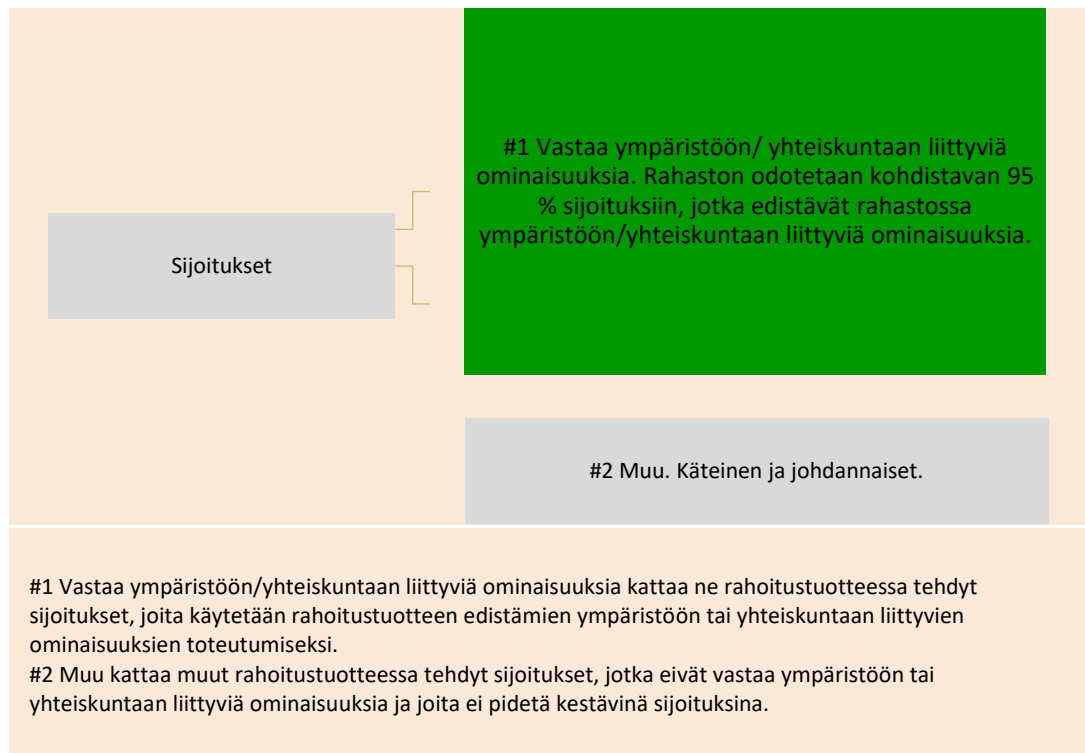 #1 Vastaa ympäristöön/ yhteiskuntaan liittyviä
ominaisuuksia. Rahaston odotetaan kohdistavan 95
% sijoituksiin, jotka edistävät rahastossa
ympäristöön/yhteiskuntaan liittyviä ominaisuuksia.
Sijoitukset
#2 Muu. Käteinen ja johdannaiset.
#1 Vastaa ympäristöön/yhteiskuntaan liittyviä ominaisuuksia kattaa ne rahoitustuotteessa tehdyt
sijoitukset, joita käytetään rahoitustuotteen edistämien ympäristöön tai yhteiskuntaan liittyvien
ominaisuuksien toteutumiseksi.
#2 Muu kattaa muut rahoitustuotteessa tehdyt sijoitukset, jotka eivät vastaa ympäristöön tai
yhteiskuntaan liittyviä ominaisuuksia ja joita ei pidetä kestävinä sijoituksina.